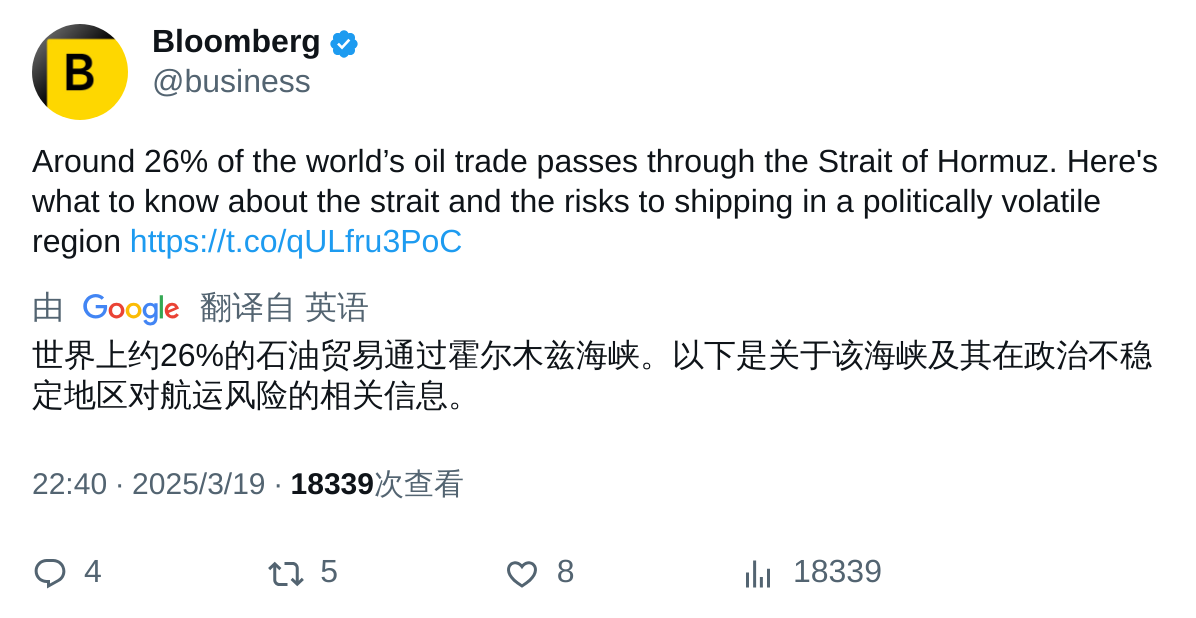 B
Bloomberg
@business
Around 26% of the world’s oil trade passes through the Strait of Hormuz. Here's
what to know about the strait and the risks to shipping in a politically volatile
region https://t.co/qULfru3PoC
由 Google 翻译自 英语
世界上约26%的石油贸易通过霍尔木兹海峡。以下是关于该海峡及其在政治不稳
定地区对航运风险的相关信息。
22:40 · 2025/3/19 · 18339次查看
4 5 8 18339